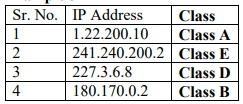 Sr. No. IP Address Class
1 1.22.200.10 Class A
2 241.240.200.2 Class E
3 227.3.6.8 Class D
4 180.170.0.2 Class B